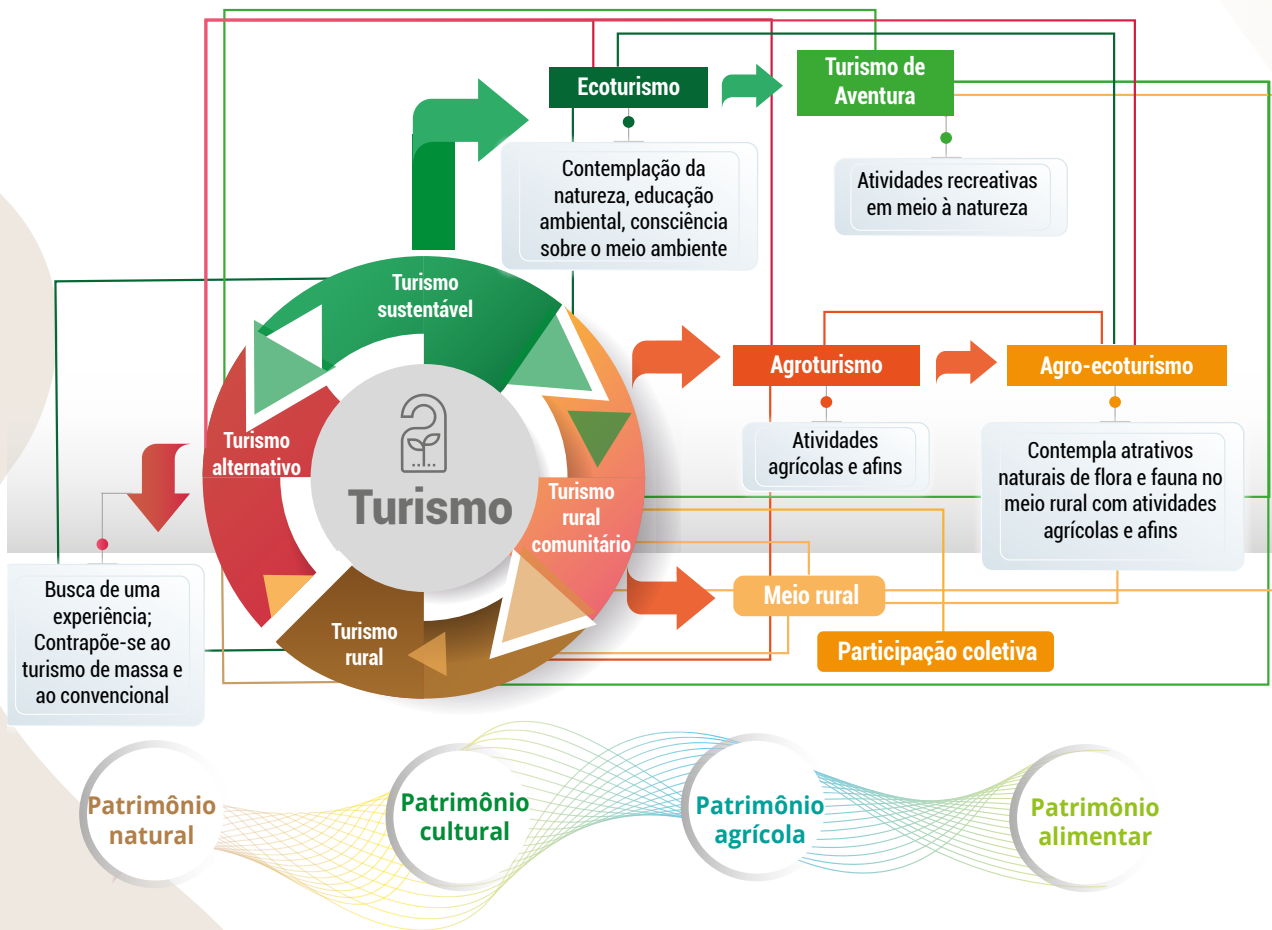 Ecoturismo
Turismo de
Aventura
Contemplação da
natureza, educação
ambiental, consciência
sobre o meio ambiente
Atividades recreativas
em meio à natureza
Turismo
sustentável
Agroturismo
Agro-ecoturismo
Atividades
agrícolas e afins
Contempla atrativos
naturais de flora e fauna no
meio rural com atividades
agrícolas e afins
Turismo
alternativo
Turismo
Turismo
rural
comunitário
Busca de uma
experiência;
Contrapõe-se ao
turismo de massa e
ao convencional
Meio rural
Turismo
rural
Participação coletiva
Patrimônio
natural
Patrimônio
cultural
Patrimônio
agrícola
Patrimônio
alimentar